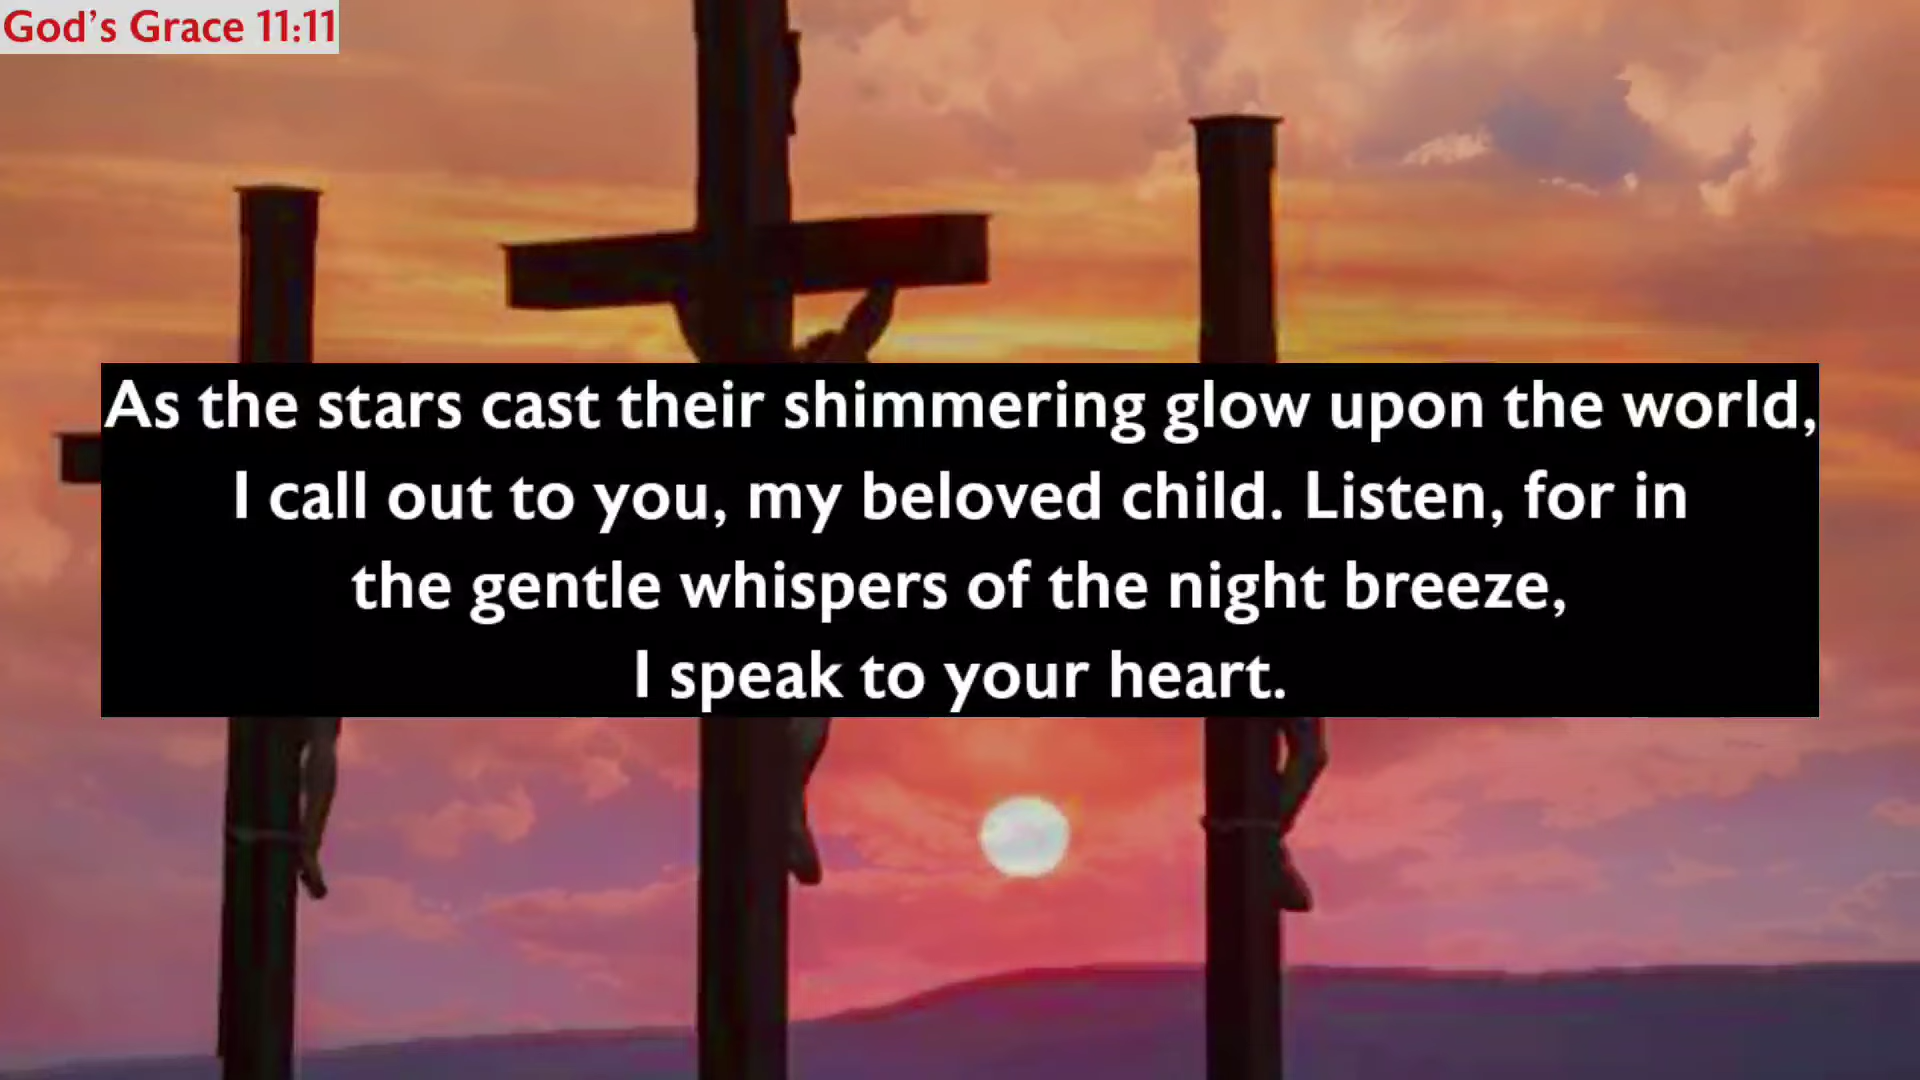 God's Grace 11:11
As the stars cast their shimmering glow upon the world,
I call out to you, my beloved child. Listen, for in
the gentle whispers of the night breeze,
I speak to your heart.